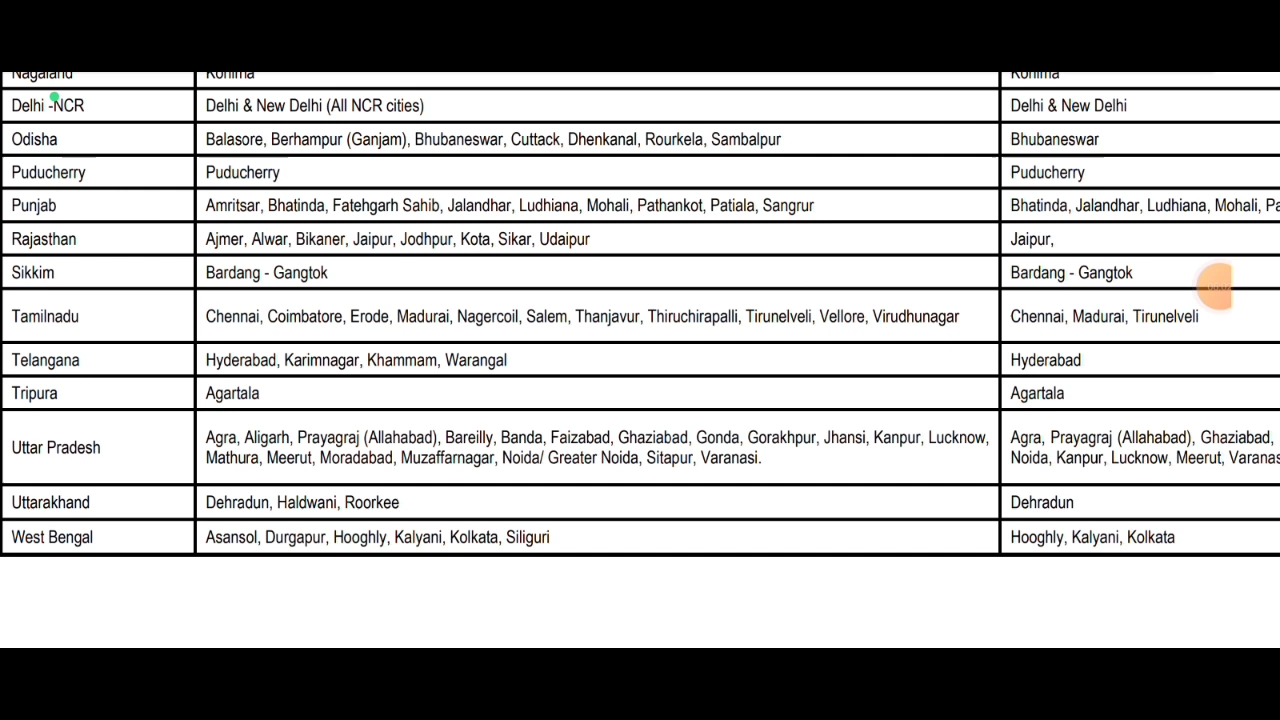 Nagaland Kohima Kohima
Delhi -NCR Delhi & New Delhi (All NCR cities) Delhi & New Delhi
Odisha Balasore, Berhampur (Ganjam), Bhubaneswar, Cuttack, Dhenkanal, Rourkela, Sambalpur Bhubaneswar
Puducherry Puducherry Puducherry
Punjab Amritsar, Bhatinda, Fatehgarh Sahib, Jalandhar, Ludhiana, Mohali, Pathankot, Patiala, Sangrur Bhatinda, Jalandhar, Ludhiana, Mohali, Pa
Rajasthan Ajmer, Alwar, Bikaner, Jaipur, Jodhpur, Kota, Sikar, Udaipur Jaipur,
Sikkim Bardang - Gangtok Bardang - Gangtok
Tamilnadu Chennai, Coimbatore, Erode, Madurai, Nagercoil, Salem, Thanjavur, Thiruchirapalli, Tirunelveli, Vellore, Virudhunagar Chennai, Madurai, Tirunelveli
Telangana Hyderabad, Karimnagar, Khammam, Warangal Hyderabad
Tripura Agartala Agartala
Uttar Pradesh Agra, Aligarh, Prayagraj (Allahabad), Bareilly, Banda, Faizabad, Ghaziabad, Gonda, Gorakhpur, Jhansi, Kanpur, Lucknow, Agra, Prayagraj (Allahabad), Ghaziabad,
Mathura, Meerut, Moradabad, Muzaffarnagar, Noida/ Greater Noida, Sitapur, Varanasi. Noida, Kanpur, Lucknow, Meerut, Varanas
Uttarakhand Dehradun, Haldwani, Roorkee Dehradun
West Bengal Asansol, Durgapur, Hooghly, Kalyani, Kolkata, Siliguri Hooghly, Kalyani, Kolkata